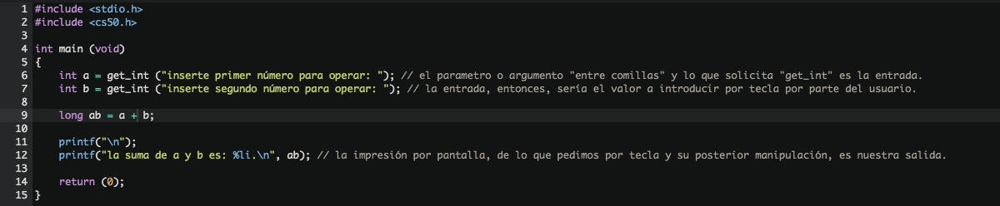 1 #include <stdio.h>
2 #include <cs50.h>
3
4 int main (void)
5 {
6     int a = get_int ("inserte primer número para operar: "); // el parametro o argumento "entre comillas" y lo que solicita "get_int" es la entrada.
7     int b = get_int ("inserte segundo número para operar: "); // la entrada, entonces, sería el valor a introducir por tecla por parte del usuario.
8
9     long ab = a + b;
10
11     printf("\n");
12     printf("la suma de a y b es: %li.\n", ab); // la impresión por pantalla, de lo que pedimos por tecla y su posterior manipulación, es nuestra salida.
13
14     return (0);
15 }